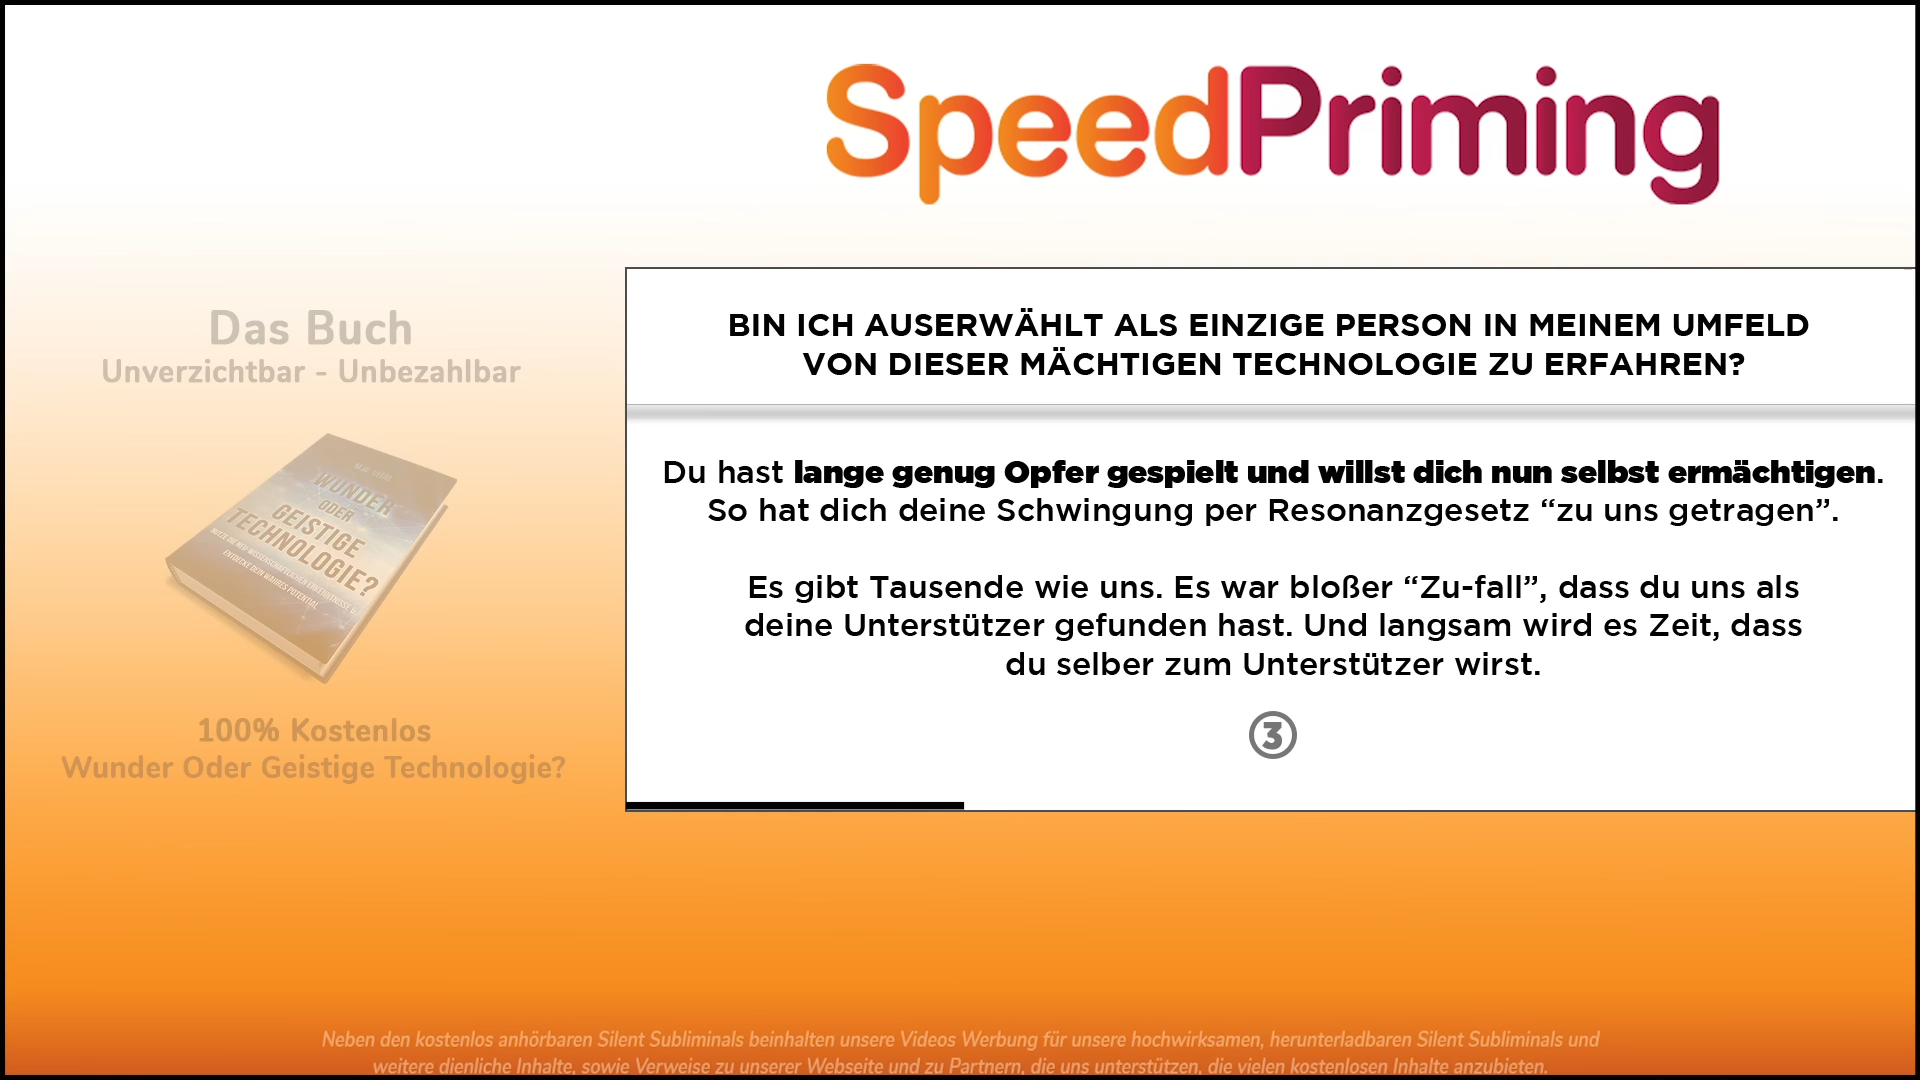 SpeedPriming
Das Buch
Unverzichtbar - Unbezahlbar
WUNDER
ODER
GEISTIGE
TECHNOLOGIE?
ENTDECKE DEIN WAHRES POTENTIAL
100% Kostenlos
Wunder Oder Geistige Technologie?
BIN ICH AUSERWÄHLT ALS EINZIGE PERSON IN MEINEM UMFELD
VON DIESER MÄCHTIGEN TECHNOLOGIE ZU ERFAHREN?
Du hast lange genug Opfer gespielt und willst dich nun selbst ermächtigen.
So hat dich deine Schwingung per Resonanzgesetz “zu uns getragen”.
Es gibt Tausende wie uns. Es war bloßer “Zu-fall”, dass du uns als
deine Unterstützer gefunden hast. Und langsam wird es Zeit, dass
du selber zum Unterstützer wirst.
3
Neben den kostenlos anhörbaren Silent Subliminals beinhalten unsere Videos Werbung für unsere hochwirksamen, herunterladbaren Silent Subliminals und
weitere dienliche Inhalte, sowie Verweise zu unserer Webseite und zu Partnern, die uns unterstützen, die vielen kostenlosen Inhalte anzubieten.